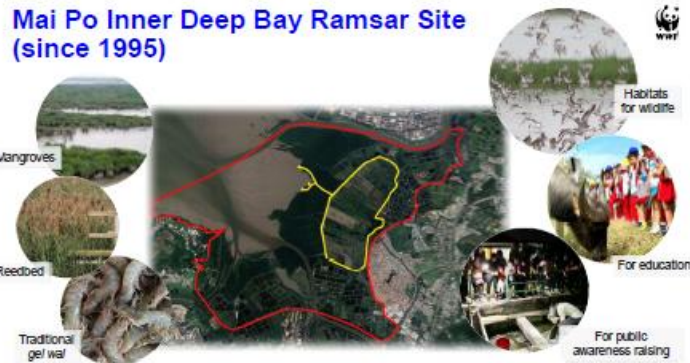 Mai Po Inner Deep Bay Ramsar Site
(since 1995)
WWF
Mangroves
Reedbed
Traditional
gei wai
Habitats
for wildlife
For education
For public
awareness raising